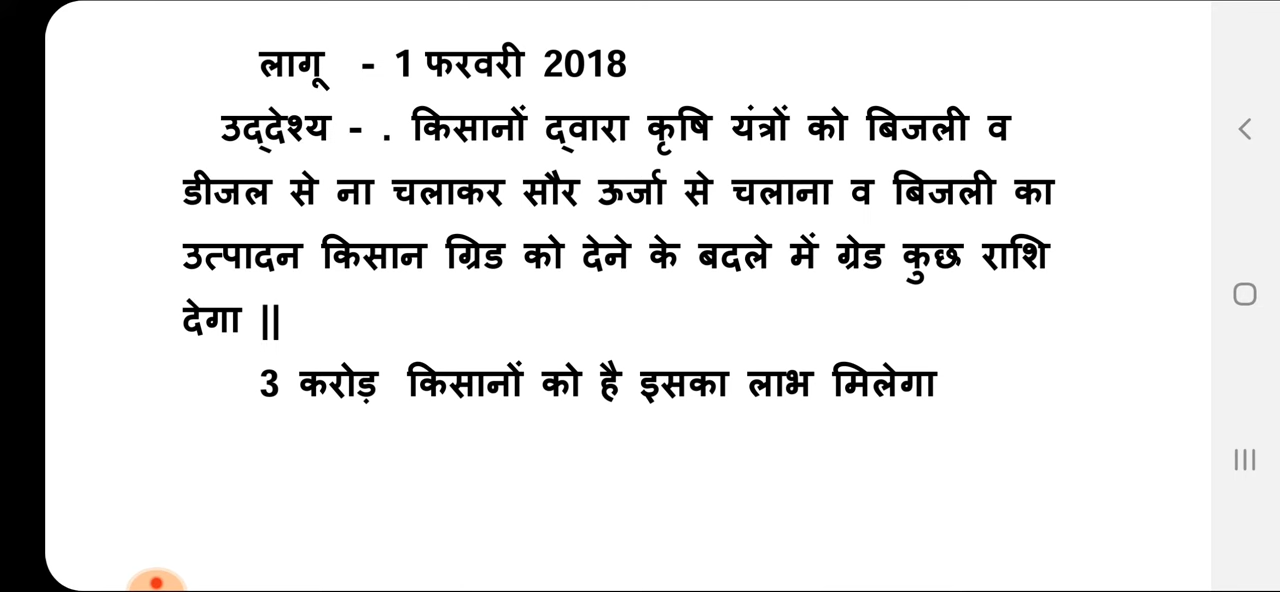 लागू - 1 फरवरी 2018
उद्देश्य - . किसानों द्वारा कृषि यंत्रों को बिजली व
डीजल से ना चलाकर सौर ऊर्जा से चलाना व बिजली का
उत्पादन किसान ग्रिड को देने के बदले में ग्रेड कुछ राशि
देगा ||
3 करोड़ किसानों को है इसका लाभ मिलेगा